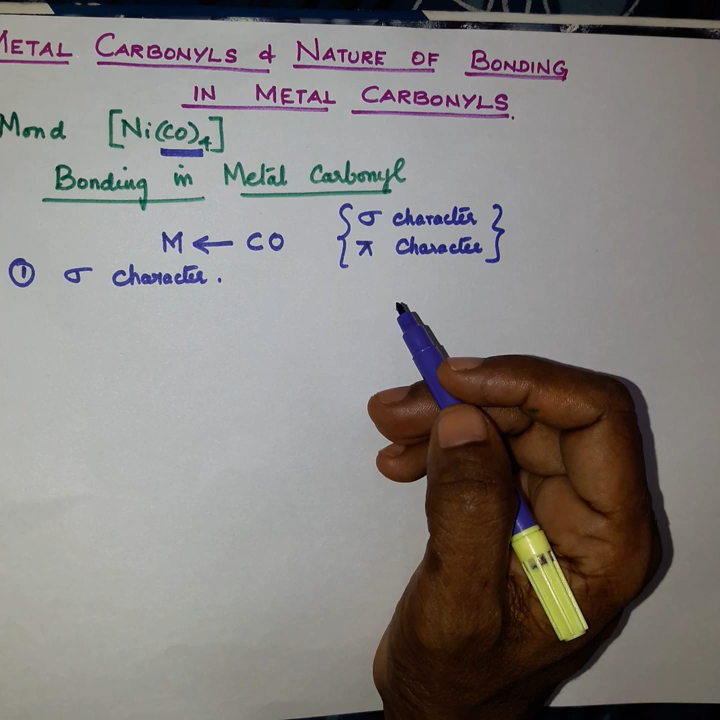 METAL CARBONYLS & NATURE OF BONDING
IN METAL CARBONYLS.
Mond [Ni(CO)4]
Bonding in Metal Carbonyl
M ← CO { σ character }
{ π Character }
① σ character.